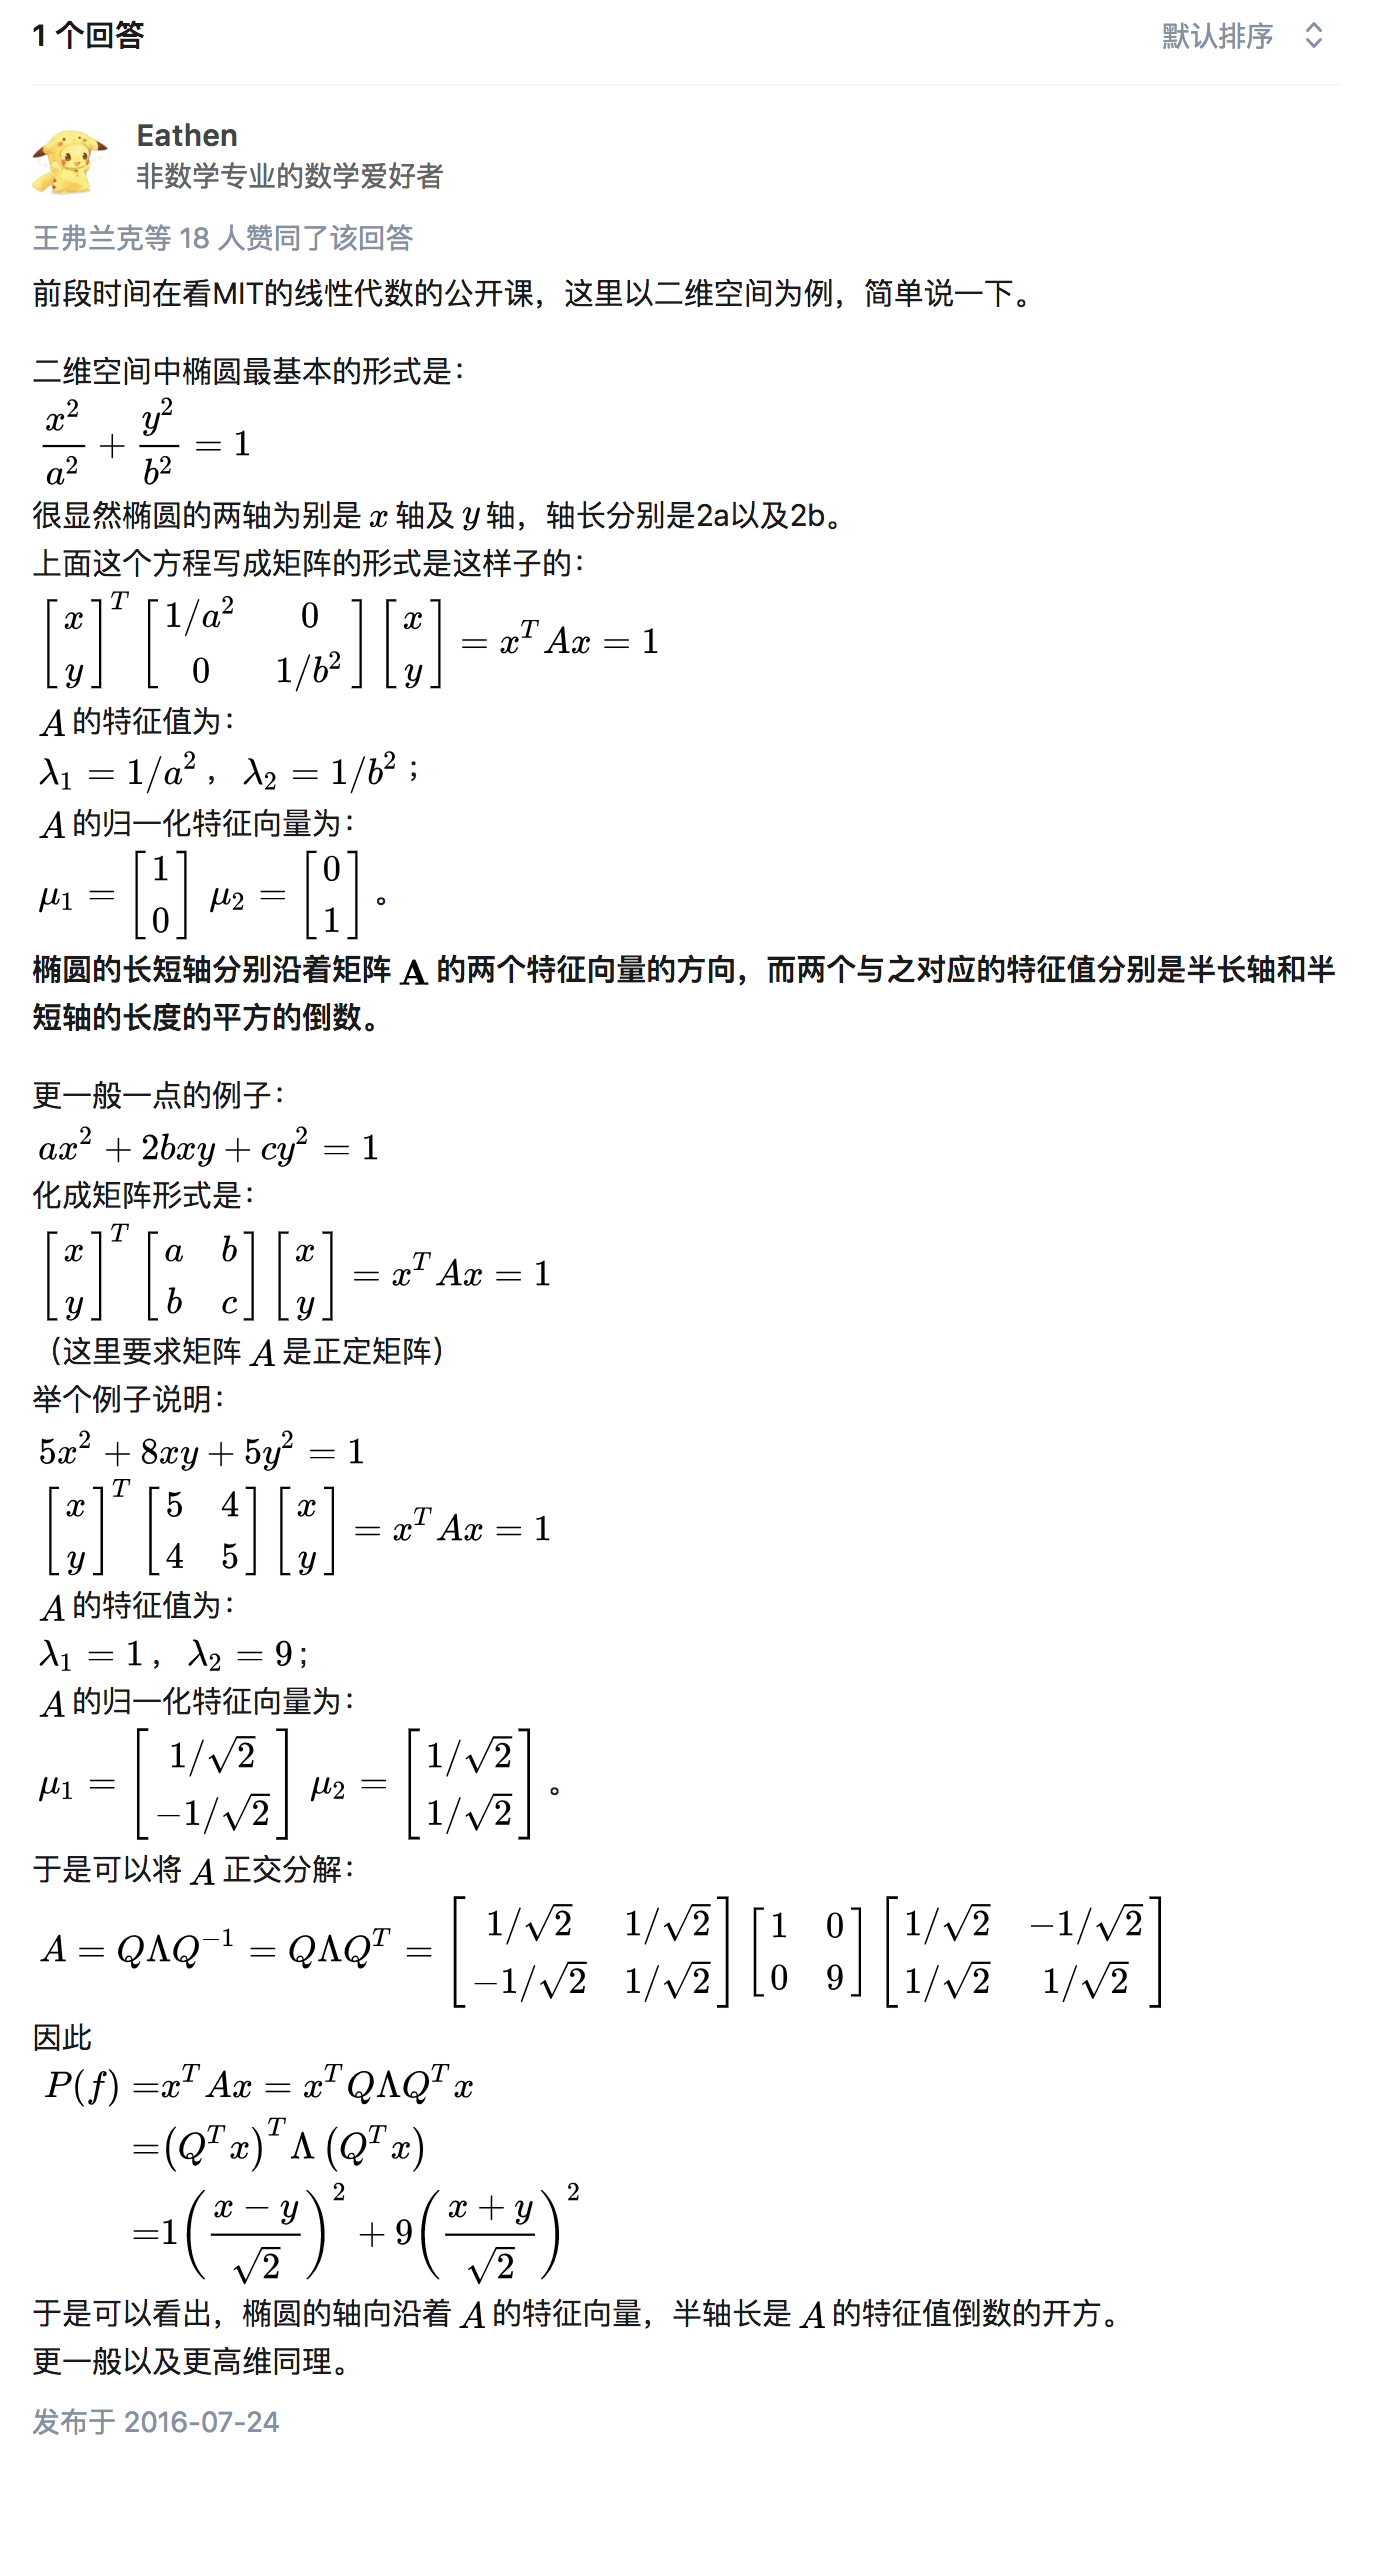 1 个回答
默认排序
Eathen
非数学专业的数学爱好者
王弗兰克等 18 人赞同了该回答
前段时间在看MIT的线性代数的公开课，这里以二维空间为例，简单说一下。
二维空间中椭圆最基本的形式是：
$\frac{x^2}{a^2} + \frac{y^2}{b^2} = 1$
很显然椭圆的两轴为别是 $x$ 轴及 $y$ 轴，轴长分别是2a以及2b。
上面这个方程写成矩阵的形式是这样子的：
$\begin{bmatrix} x \\ y \end{bmatrix}^T \begin{bmatrix} 1/a^2 & 0 \\ 0 & 1/b^2 \end{bmatrix} \begin{bmatrix} x \\ y \end{bmatrix} = x^T A x = 1$
$A$ 的特征值为：
$\lambda_1 = 1/a^2$ ，$\lambda_2 = 1/b^2$；
$A$ 的归一化特征向量为：
$\mu_1 = \begin{bmatrix} 1 \\ 0 \end{bmatrix}$ $\mu_2 = \begin{bmatrix} 0 \\ 1 \end{bmatrix}$ 。
椭圆的长短轴分别沿着矩阵 $\mathbf{A}$ 的两个特征向量的方向，而两个与之对应的特征值分别是半长轴和半
短轴的长度的平方的倒数。
更一般一点的例子：
$ax^2 + 2bxy + cy^2 = 1$
化成矩阵形式是：
$\begin{bmatrix} x \\ y \end{bmatrix}^T \begin{bmatrix} a & b \\ b & c \end{bmatrix} \begin{bmatrix} x \\ y \end{bmatrix} = x^T A x = 1$
（这里要求矩阵 $A$ 是正定矩阵）
举个例子说明：
$5x^2 + 8xy + 5y^2 = 1$
$\begin{bmatrix} x \\ y \end{bmatrix}^T \begin{bmatrix} 5 & 4 \\ 4 & 5 \end{bmatrix} \begin{bmatrix} x \\ y \end{bmatrix} = x^T A x = 1$
$A$ 的特征值为：
$\lambda_1 = 1$，$\lambda_2 = 9$；
$A$ 的归一化特征向量为：
$\mu_1 = \begin{bmatrix} 1/\sqrt{2} \\ -1/\sqrt{2} \end{bmatrix}$ $\mu_2 = \begin{bmatrix} 1/\sqrt{2} \\ 1/\sqrt{2} \end{bmatrix}$ 。
于是可以将 $A$ 正交分解：
$A = Q\Lambda Q^{-1} = Q\Lambda Q^T = \begin{bmatrix} 1/\sqrt{2} & 1/\sqrt{2} \\ -1/\sqrt{2} & 1/\sqrt{2} \end{bmatrix} \begin{bmatrix} 1 & 0 \\ 0 & 9 \end{bmatrix} \begin{bmatrix} 1/\sqrt{2} & -1/\sqrt{2} \\ 1/\sqrt{2} & 1/\sqrt{2} \end{bmatrix}$
因此
$P(f) = x^T A x = x^T Q\Lambda Q^T x$
$= (Q^T x)^T \Lambda (Q^T x)$
$= 1\left(\frac{x-y}{\sqrt{2}}\right)^2 + 9\left(\frac{x+y}{\sqrt{2}}\right)^2$
于是可以看出，椭圆的轴向沿着 $A$ 的特征向量，半轴长是 $A$ 的特征值倒数的开方。
更一般以及更高维同理。
发布于 2016-07-24